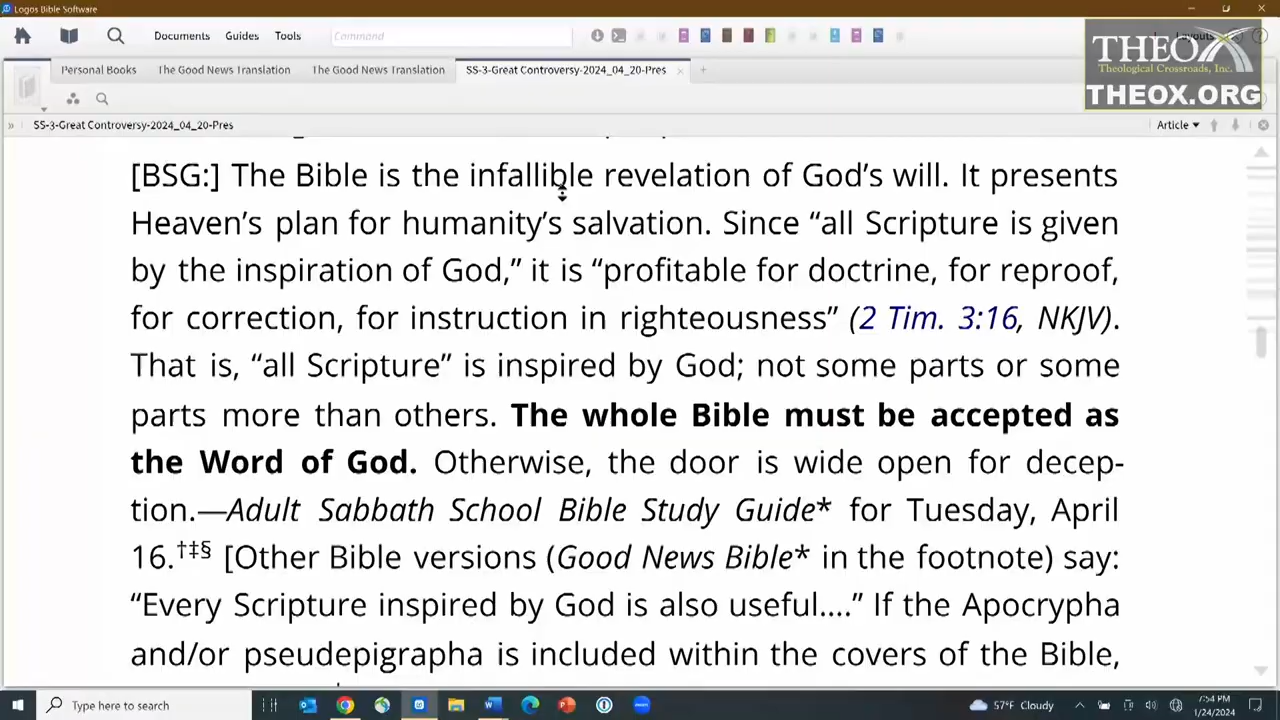 Logos Bible Software
Documents Guides Tools Command Layouts
THEOX
Theological Crossroads, Inc.
THEOX.ORG
Personal Books The Good News Translation The Good News Transl SS-3-Great Controversy-2024_04_20-Pres
SS-3-Great Controversy-2024_04_20-Pres Article
[BSG:] The Bible is the infallible revelation of God’s will. It presents
Heaven’s plan for humanity’s salvation. Since “all Scripture is given
by the inspiration of God,” it is “profitable for doctrine, for reproof,
for correction, for instruction in righteousness” (2 Tim. 3:16, NKJV).
That is, “all Scripture” is inspired by God; not some parts or some
parts more than others. The whole Bible must be accepted as
the Word of God. Otherwise, the door is wide open for decep-
tion.—Adult Sabbath School Bible Study Guide* for Tuesday, April
16.†‡§ [Other Bible versions (Good News Bible* in the footnote) say:
“Every Scripture inspired by God is also useful....” If the Apocrypha
and/or pseudepigrapha is included within the covers of the Bible,
Type here to search 57°F Cloudy 7:54 PM
1/24/2024